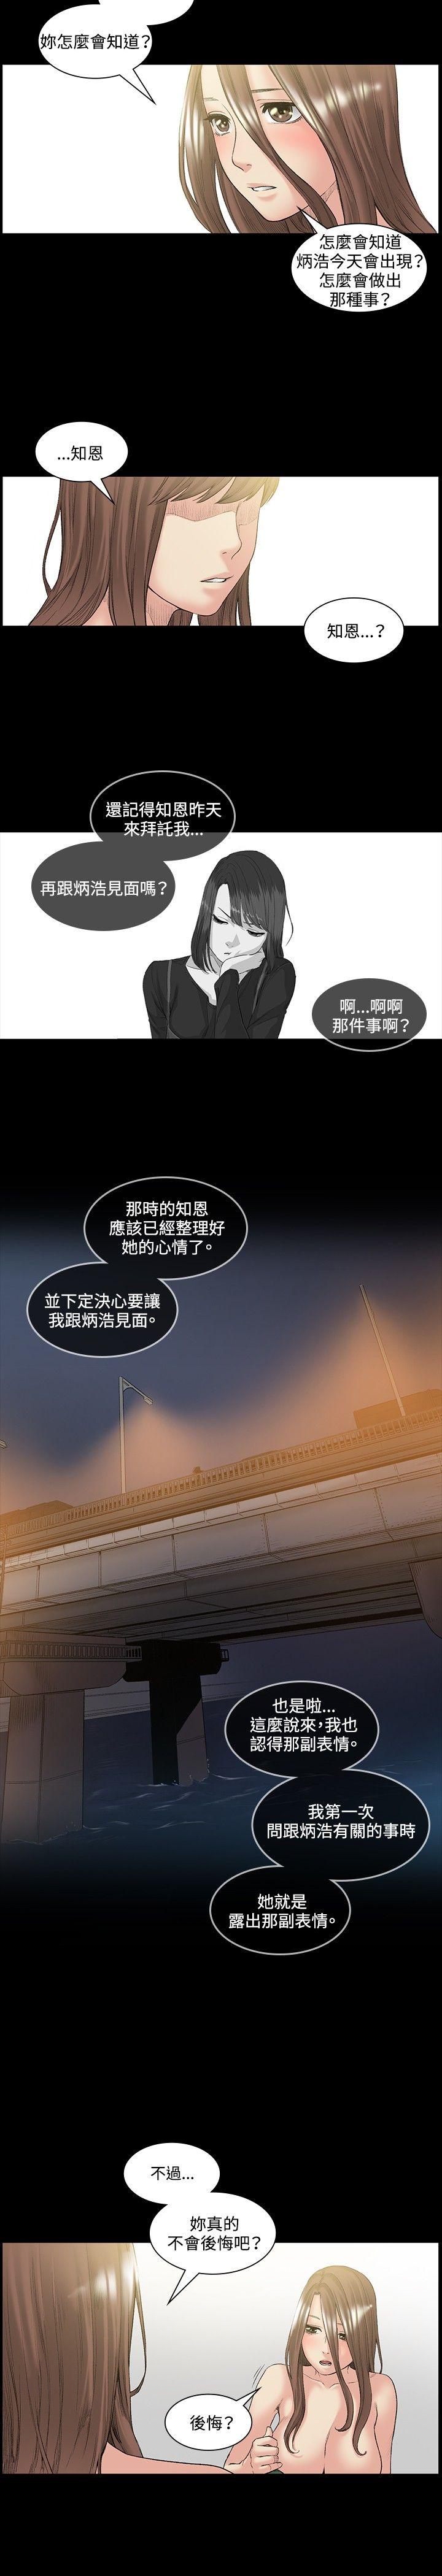 妳怎麼會知道？
怎麼會知道
炳浩今天會出現？
怎麼會做出
那種事？
…知恩
知恩…？
還記得知恩昨天
來拜託我…
再跟炳浩見面嗎？
啊…啊啊
那件事啊？
那時的知恩
應該已經整理好
她的心情了。
並下定決心要讓
我跟炳浩見面。
也是啦…
這麼說來，我也
認得那副表情。
我第一次
問跟炳浩有關的事時
她就是
露出那副表情。
不過…
妳真的
不會後悔吧？
後悔？